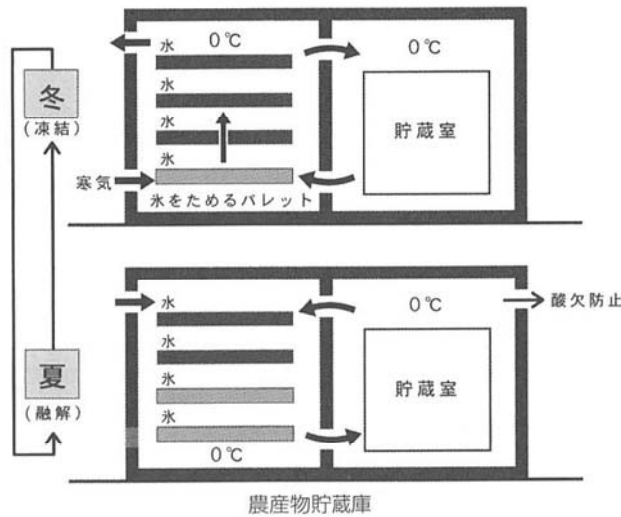 冬
(凍結)
夏
(融解)
水
0℃
水
水
氷
寒気
氷をためるパレット
0℃
貯蔵室
水
水
氷
氷
0℃
0℃
貯蔵室
酸欠防止
農産物貯蔵庫